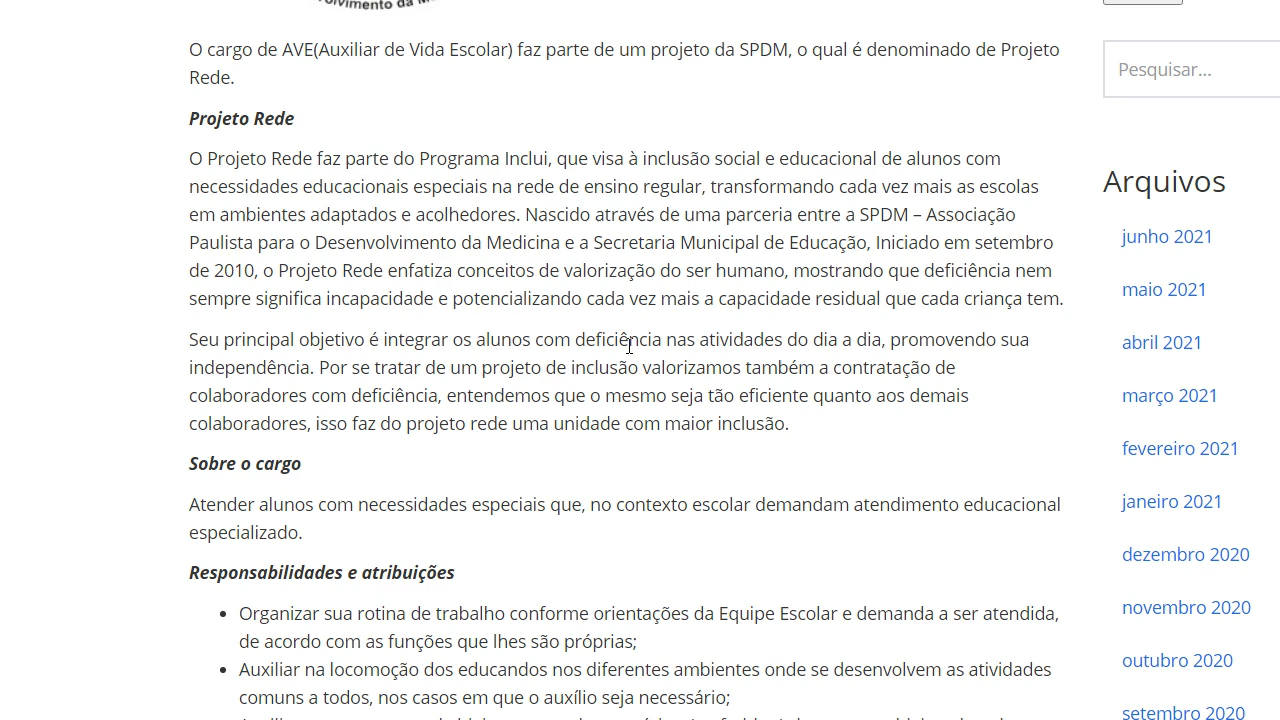 O cargo de AVE(Auxiliar de Vida Escolar) faz parte de um projeto da SPDM, o qual é denominado de Projeto
Rede.
Projeto Rede
O Projeto Rede faz parte do Programa Inclui, que visa à inclusão social e educacional de alunos com
necessidades educacionais especiais na rede de ensino regular, transformando cada vez mais as escolas
em ambientes adaptados e acolhedores. Nascido através de uma parceria entre a SPDM – Associação
Paulista para o Desenvolvimento da Medicina e a Secretaria Municipal de Educação, Iniciado em setembro
de 2010, o Projeto Rede enfatiza conceitos de valorização do ser humano, mostrando que deficiência nem
sempre significa incapacidade e potencializando cada vez mais a capacidade residual que cada criança tem.
Seu principal objetivo é integrar os alunos com deficiência nas atividades do dia a dia, promovendo sua
independência. Por se tratar de um projeto de inclusão valorizamos também a contratação de
colaboradores com deficiência, entendemos que o mesmo seja tão eficiente quanto aos demais
colaboradores, isso faz do projeto rede uma unidade com maior inclusão.
Sobre o cargo
Atender alunos com necessidades especiais que, no contexto escolar demandam atendimento educacional
especializado.
Responsabilidades e atribuições
Organizar sua rotina de trabalho conforme orientações da Equipe Escolar e demanda a ser atendida,
de acordo com as funções que lhes são próprias;
Auxiliar na locomoção dos educandos nos diferentes ambientes onde se desenvolvem as atividades
comuns a todos, nos casos em que o auxílio seja necessário;
Pesquisar...
Arquivos
junho 2021
maio 2021
abril 2021
março 2021
fevereiro 2021
janeiro 2021
dezembro 2020
novembro 2020
outubro 2020
setembro 2020